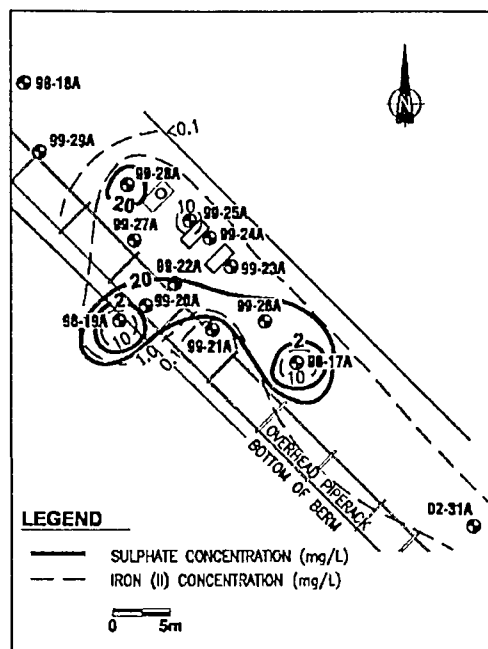 98-18A
N
<0.1
99-29A
99-28A
20
10
99-25A
99-24A
99-27A
99-23A
99-22A
20
99-20A
2
98-19A
10
99-26A
99-21A
1.0
0.1
2
98-17A
10
OVERHEAD PIPERACK
BOTTOM OF BERM
02-31A
LEGEND
SULPHATE CONCENTRATION (mg/L)
IRON (II) CONCENTRATION (mg/L)
0 5m